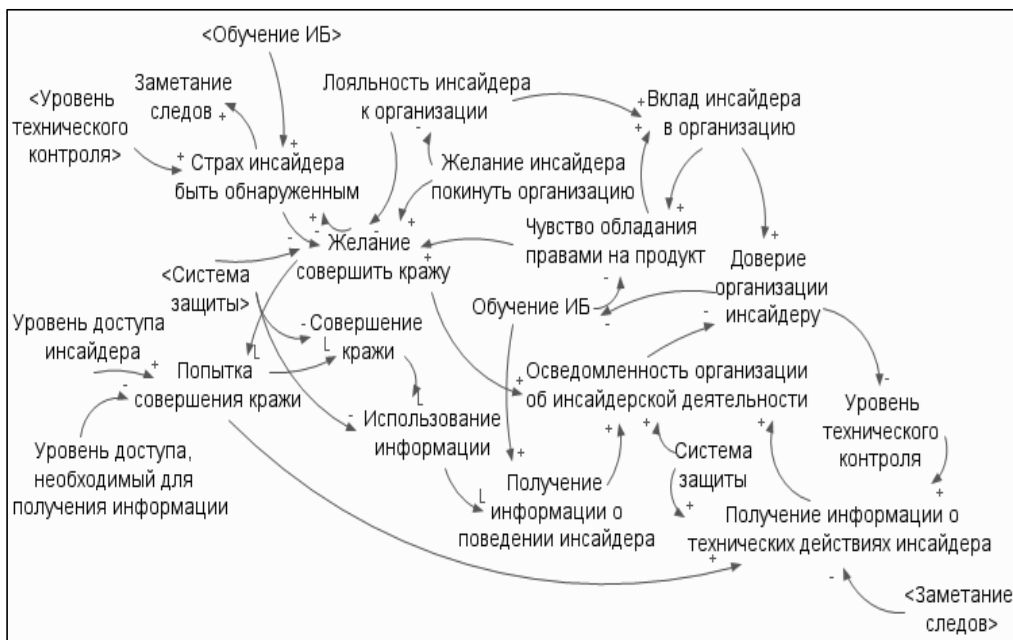 <Обучение ИБ>
Заметание
следов
<Уровень
технического
контроля>
+
+
+
Страх инсайдера
быть обнаруженным
Лояльность инсайдера
к организации
-
Желание инсайдера
покинуть организацию
+
+
Вклад инсайдера
в организацию
+
-
-
-
+
Желание
совершить кражу
+
+
Чувство обладания
правами на продукт
+
Доверие
организации
инсайдеру
<Система
защиты>
-
Обучение ИБ
-
-
Уровень доступа
инсайдера
+
-
Попытка
совершения кражи
L
-
L
Совершение
кражи
L
+
Осведомленность организации
об инсайдерской деятельности
+
+
+
-
Уровень
технического
контроля
+
Уровень доступа,
необходимый для
получения информации
-
Использование
информации
L
+
Получение
информации о
поведении инсайдера
Система
защиты
+
Получение информации о
технических действиях инсайдера
+
-
<Заметание
следов>